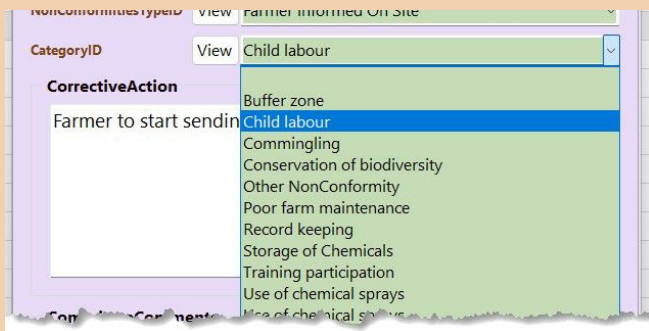 NonConformitiesTypeID View Farmer Informed On Site
CategoryID View Child labour
CorrectiveAction
Farmer to start sendin
Buffer zone
Child labour
Commingling
Conservation of biodiversity
Other NonConformity
Poor farm maintenance
Record keeping
Storage of Chemicals
Training participation
Use of chemical sprays